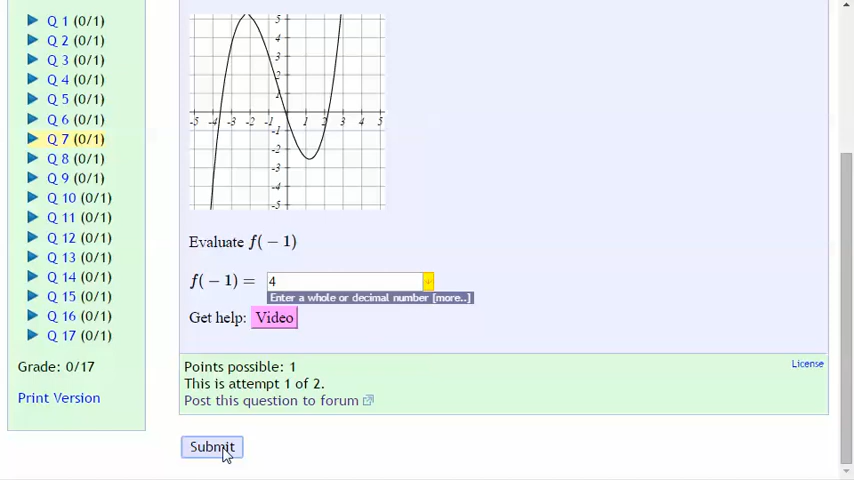 Q 1 (0/1)
Q 2 (0/1)
Q 3 (0/1)
Q 4 (0/1)
Q 5 (0/1)
Q 6 (0/1)
Q 7 (0/1)
Q 8 (0/1)
Q 9 (0/1)
Q 10 (0/1)
Q 11 (0/1)
Q 12 (0/1)
Q 13 (0/1)
Q 14 (0/1)
Q 15 (0/1)
Q 16 (0/1)
Q 17 (0/1)
Grade: 0/17
Print Version
5
4
3
2
1
-5 -4 -3 -2 -1 1 2 3 4 5
-1
-2
-3
-4
-5
Evaluate f(−1)
f(−1) = 4
Enter a whole or decimal number [more..]
Get help: Video
Points possible: 1
License
This is attempt 1 of 2.
Post this question to forum
Submit